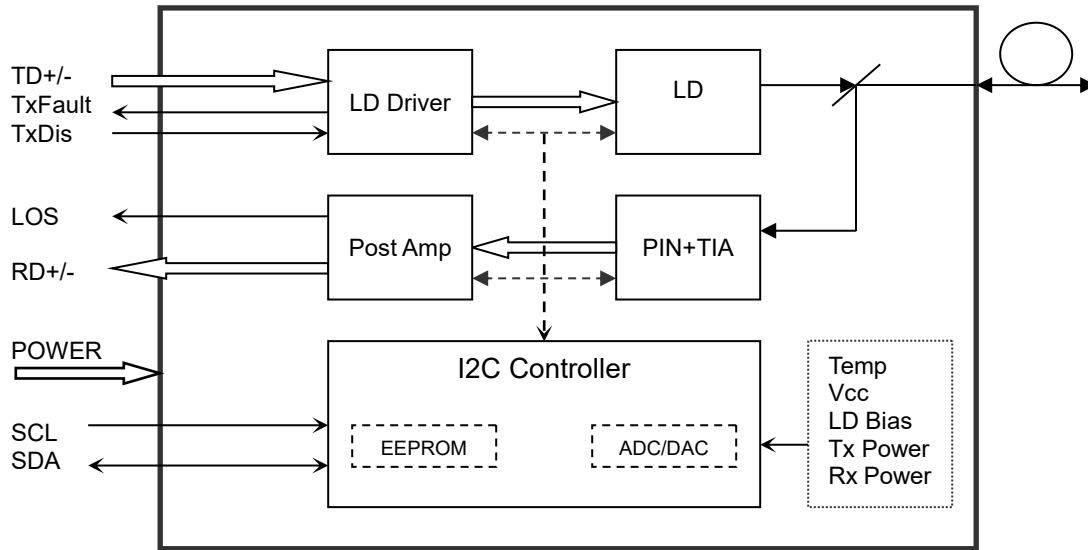 TD+/-
TxFault
TxDis
LD Driver
LD
LOS
RD+/-
Post Amp
PIN+TIA
POWER
SCL
SDA
I2C Controller
EEPROM
ADC/DAC
Temp
Vcc
LD Bias
Tx Power
Rx Power